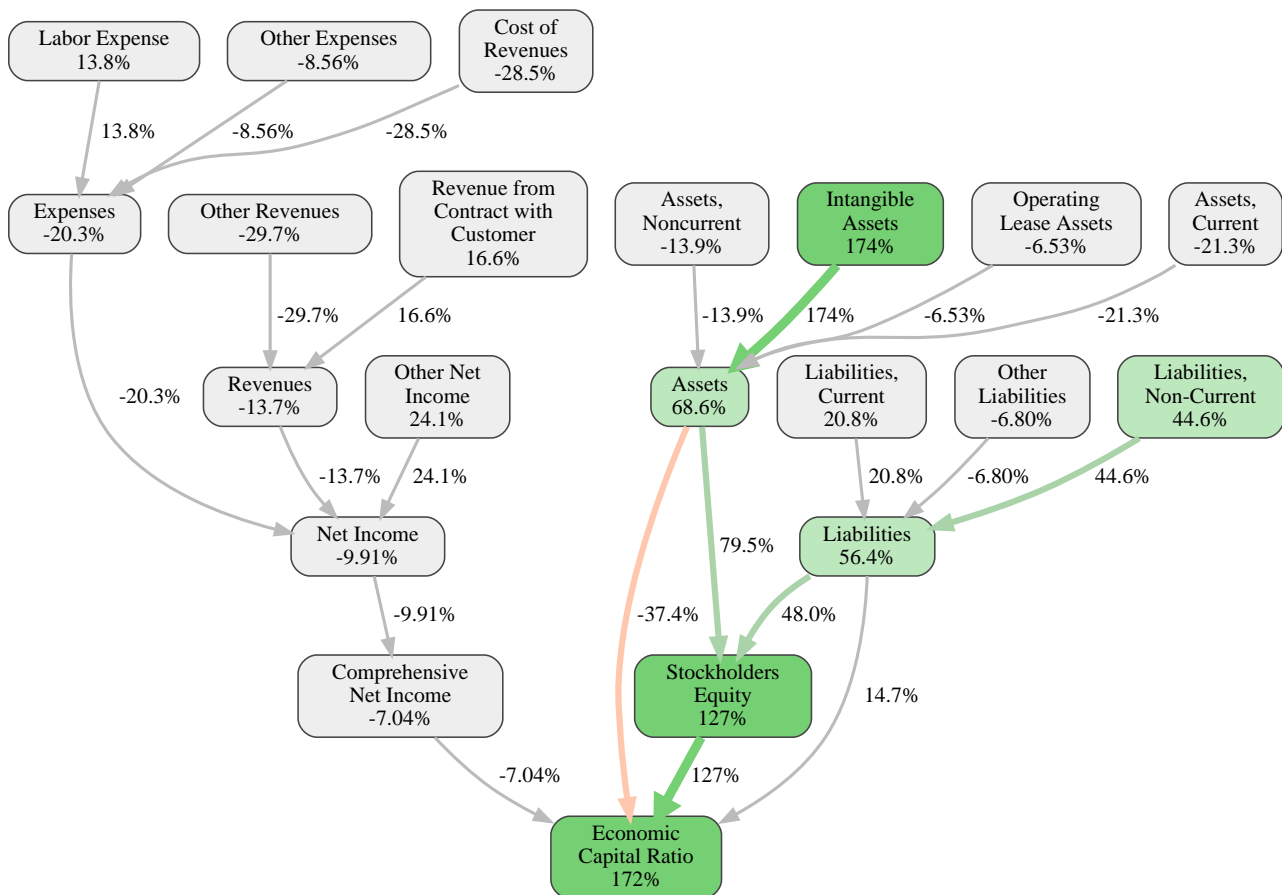 Labor Expense
13.8%
Other Expenses
-8.56%
Cost of
Revenues
-28.5%
13.8%
-8.56%
-28.5%
Expenses
-20.3%
Other Revenues
-29.7%
Revenue from
Contract with
Customer
16.6%
Assets,
Noncurrent
-13.9%
Intangible
Assets
174%
Operating
Lease Assets
-6.53%
Assets,
Current
-21.3%
-29.7%
16.6%
-13.9%
174%
-6.53%
-21.3%
-20.3%
Revenues
-13.7%
Other Net
Income
24.1%
Assets
68.6%
Liabilities,
Current
20.8%
Other
Liabilities
-6.80%
Liabilities,
Non-Current
44.6%
-13.7%
24.1%
20.8%
-6.80%
44.6%
Net Income
-9.91%
79.5%
Liabilities
56.4%
-9.91%
-37.4%
48.0%
Comprehensive
Net Income
-7.04%
Stockholders
Equity
127%
14.7%
-7.04%
127%
Economic
Capital Ratio
172%